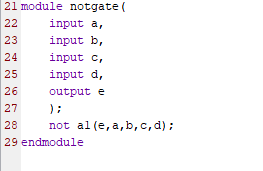 21 module notgate(
22     input a,
23     input b,
24     input c,
25     input d,
26     output e
27     );
28     not a1(e,a,b,c,d);
29 endmodule